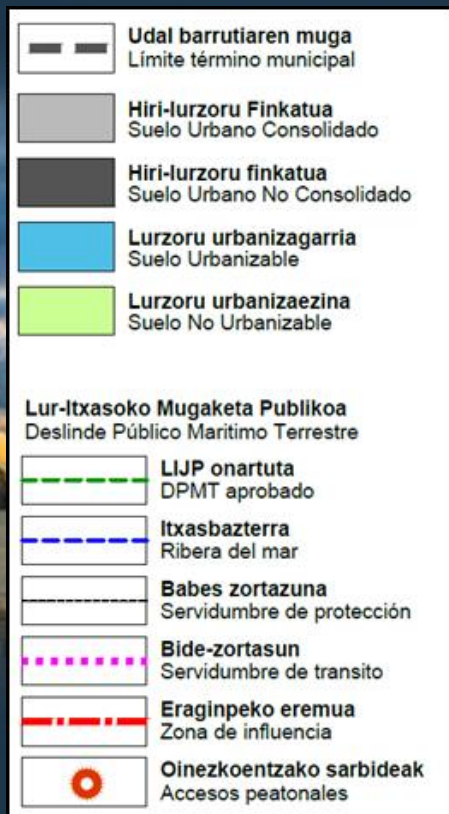 Udal barrutiaren muga
Límite término municipal
Hiri-lurzoru Finkatua
Suelo Urbano Consolidado
Hiri-lurzoru finkatua
Suelo Urbano No Consolidado
Lurzoru urbanizagarria
Suelo Urbanizable
Lurzoru urbanizaezina
Suelo No Urbanizable
Lur-Itxasoko Mugaketa Publikoa
Deslinde Público Maritimo Terrestre
LIJP onartuta
DPMT aprobado
Itxasbazterra
Ribera del mar
Babes zortazuna
Servidumbre de protección
Bide-zortasun
Servidumbre de transito
Eraginpeko eremua
Zona de influencia
Oinezkoentzako sarbideak
Accesos peatonales